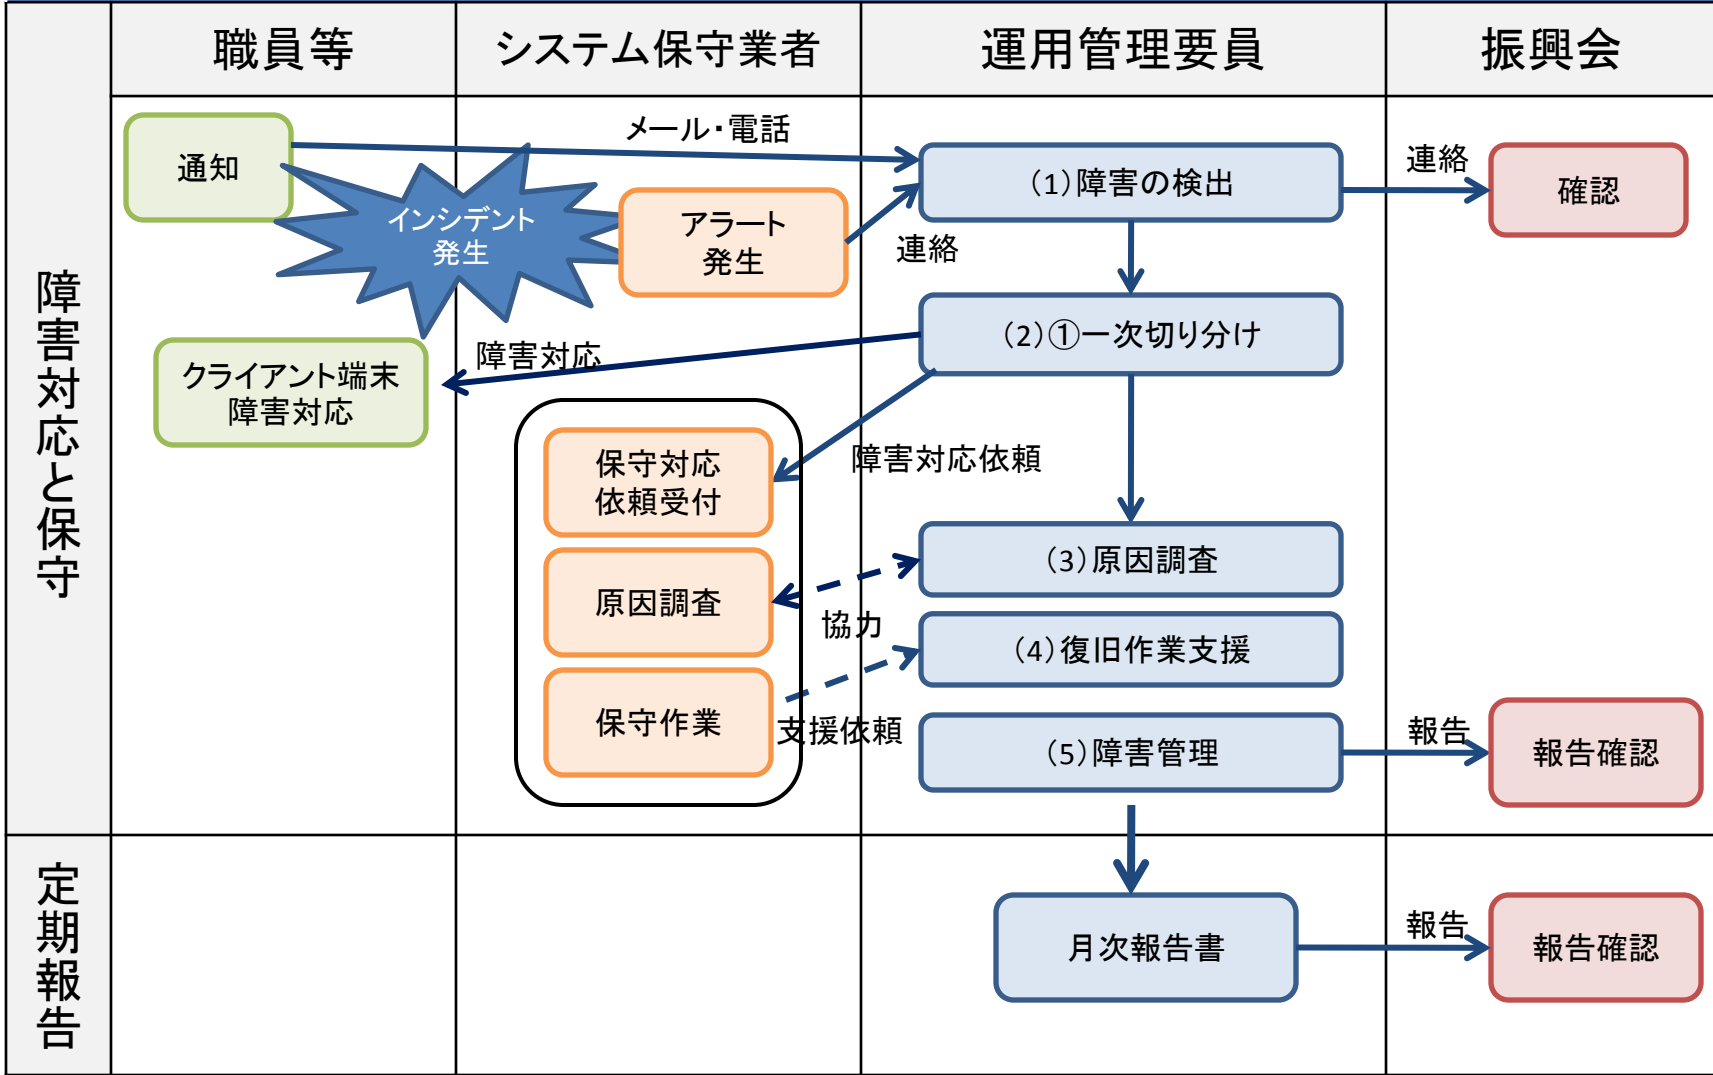 職員等
システム保守業者
運用管理要員
振興会
障害対応と保守
通知
メール・電話
インシデント
発生
アラート
発生
連絡
(1)障害の検出
連絡
確認
(2)①一次切り分け
障害対応
クライアント端末
障害対応
障害対応依頼
保守対応
依頼受付
原因調査
協力
(3)原因調査
(4)復旧作業支援
保守作業
支援依頼
(5)障害管理
報告
報告確認
定期報告
月次報告書
報告
報告確認